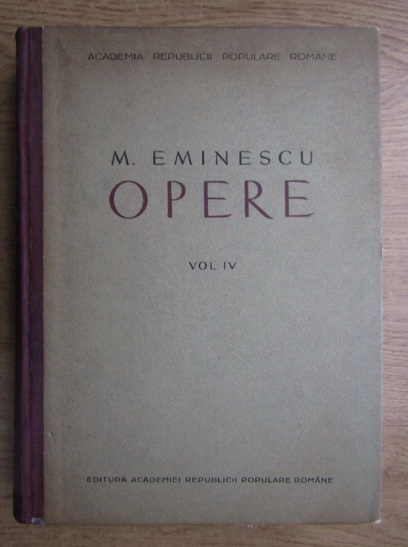 ACADEMIA REPUBLICII POPULARE ROMÂNE
M. EMINESCU
OPERE
VOL IV
EDITURA ACADEMIEI REPUBLICII POPULARE ROMÂNE